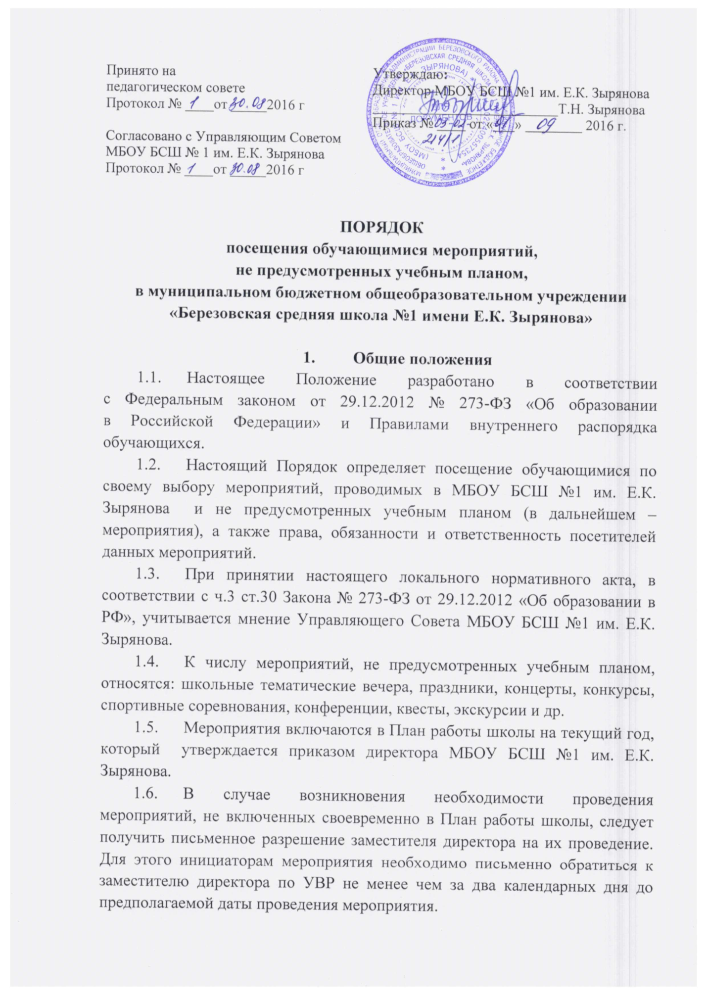 Принято на
педагогическом совете
Протокол № 1 от 30.08 2016 г
Согласовано с Управляющим Советом
МБОУ БСШ № 1 им. Е.К. Зырянова
Протокол № 1 от 30.08 2016 г
Утверждаю:
Директор МБОУ БСШ №1 им. Е.К. Зырянова
Т.Н. Зырянова
Приказ № 03-02- от «01» 09 2016 г.
214/1
ПОРЯДОК
посещения обучающимися мероприятий,
не предусмотренных учебным планом,
в муниципальном бюджетном общеобразовательном учреждении
«Березовская средняя школа №1 имени Е.К. Зырянова»
1. Общие положения
1.1. Настоящее Положение разработано в соответствии
с Федеральным законом от 29.12.2012 № 273-ФЗ «Об образовании
в Российской Федерации» и Правилами внутреннего распорядка
обучающихся.
1.2. Настоящий Порядок определяет посещение обучающимися по
своему выбору мероприятий, проводимых в МБОУ БСШ №1 им. Е.К.
Зырянова и не предусмотренных учебным планом (в дальнейшем –
мероприятия), а также права, обязанности и ответственность посетителей
данных мероприятий.
1.3. При принятии настоящего локального нормативного акта, в
соответствии с ч.3 ст.30 Закона № 273-ФЗ от 29.12.2012 «Об образовании в
РФ», учитывается мнение Управляющего Совета МБОУ БСШ №1 им. Е.К.
Зырянова.
1.4. К числу мероприятий, не предусмотренных учебным планом,
относятся: школьные тематические вечера, праздники, концерты, конкурсы,
спортивные соревнования, конференции, квесты, экскурсии и др.
1.5. Мероприятия включаются в План работы школы на текущий год,
который утверждается приказом директора МБОУ БСШ №1 им. Е.К.
Зырянова.
1.6. В случае возникновения необходимости проведения
мероприятий, не включенных своевременно в План работы школы, следует
получить письменное разрешение заместителя директора на их проведение.
Для этого инициаторам мероприятия необходимо письменно обратиться к
заместителю директора по УВР не менее чем за два календарных дня до
предполагаемой даты проведения мероприятия.